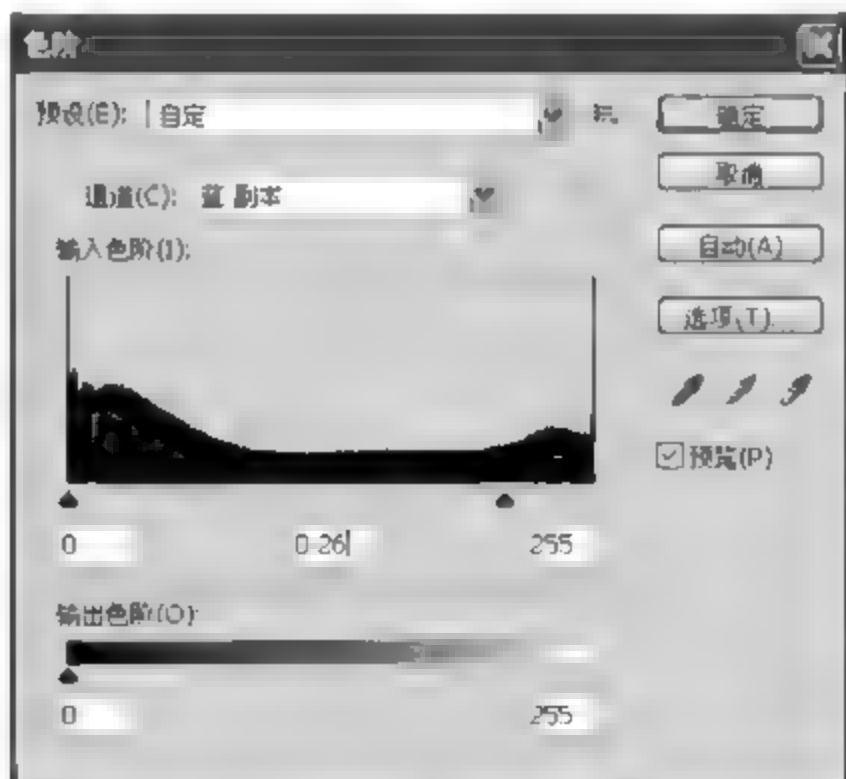 色阶
预设(E): 自定
确定
通道(C): 蓝 副本
取消
输入色阶(I):
自动(A)
选项(T)...
预览(P)
0 0.26 255
输出色阶(O):
0 255